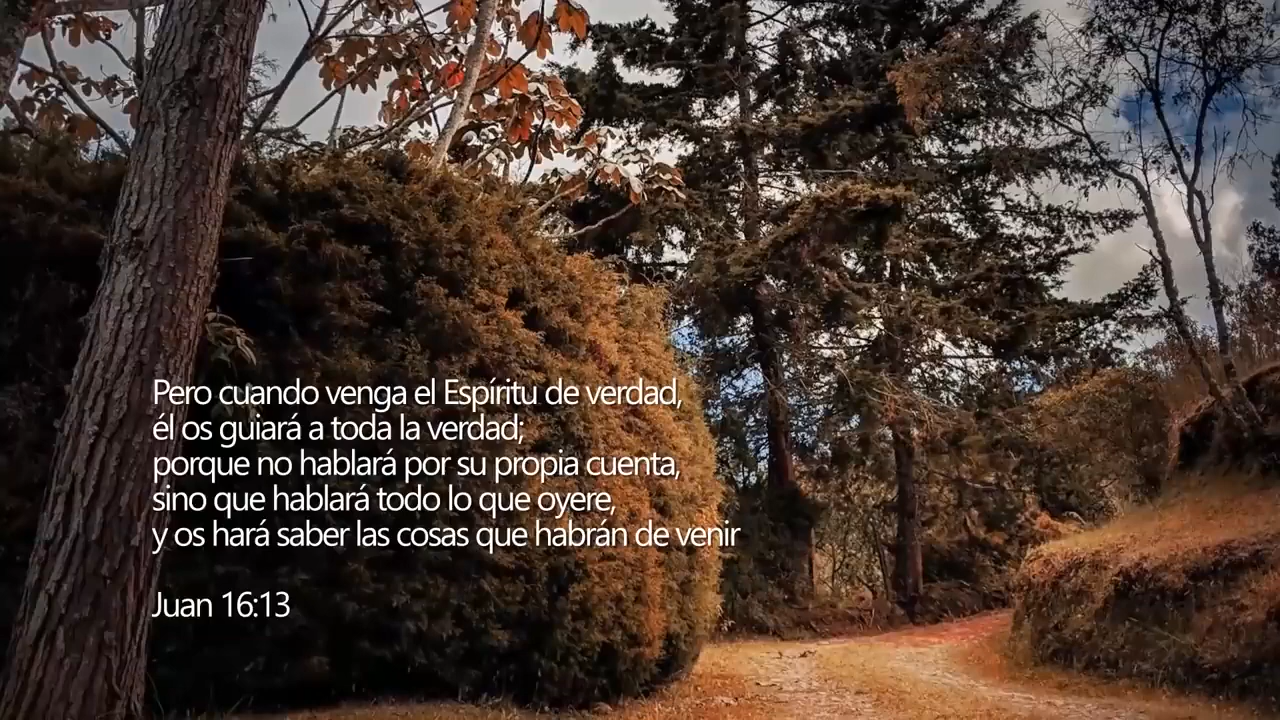 Pero cuando venga el Espíritu de verdad,
él os guiará a toda la verdad;
porque no hablará por su propia cuenta,
sino que hablará todo lo que oyere,
y os hará saber las cosas que habrán de venir
Juan 16:13